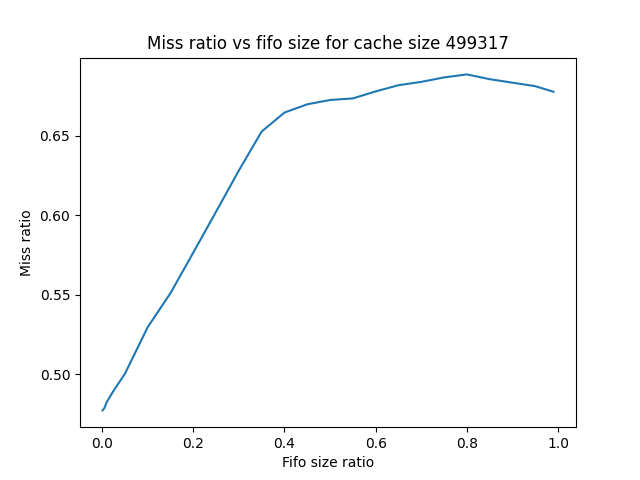 Miss ratio vs fifo size for cache size 499317
0.65
0.60
0.55
0.50
Miss ratio
0.0 0.2 0.4 0.6 0.8 1.0
Fifo size ratio